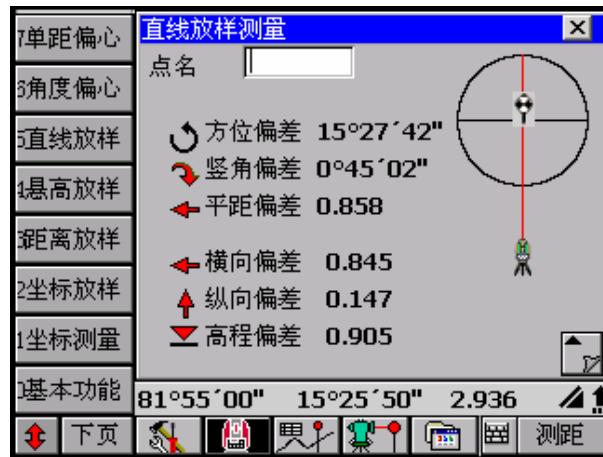 7单距偏心
6角度偏心
5直线放样
4悬高放样
3距离放样
2坐标放样
1坐标测量
0基本功能
下页
直线放样测量
点名
方位偏差 15°27′42"
竖角偏差 0°45′02"
平距偏差 0.858
横向偏差 0.845
纵向偏差 0.147
高程偏差 0.905
81°55′00" 15°25′50" 2.936
测距